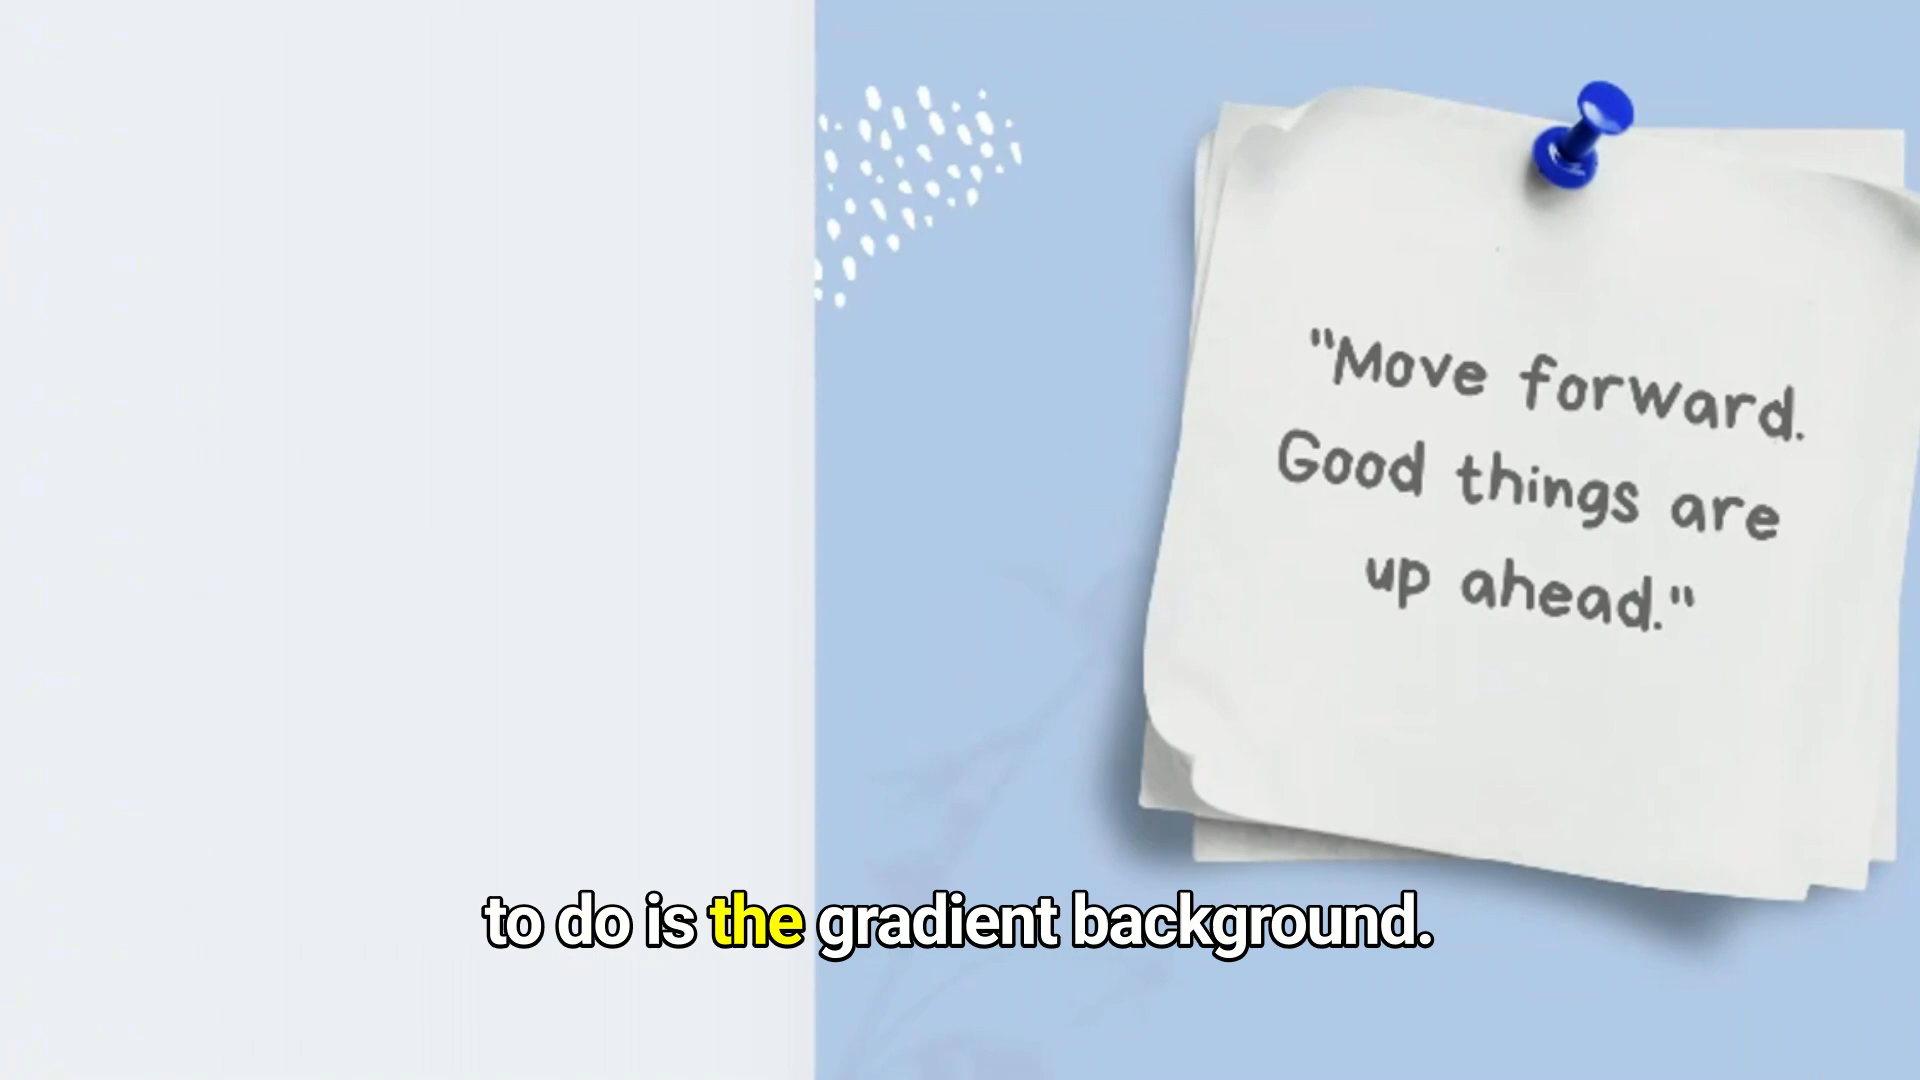 "Move forward.
Good things are
up ahead."
to do is the gradient background.